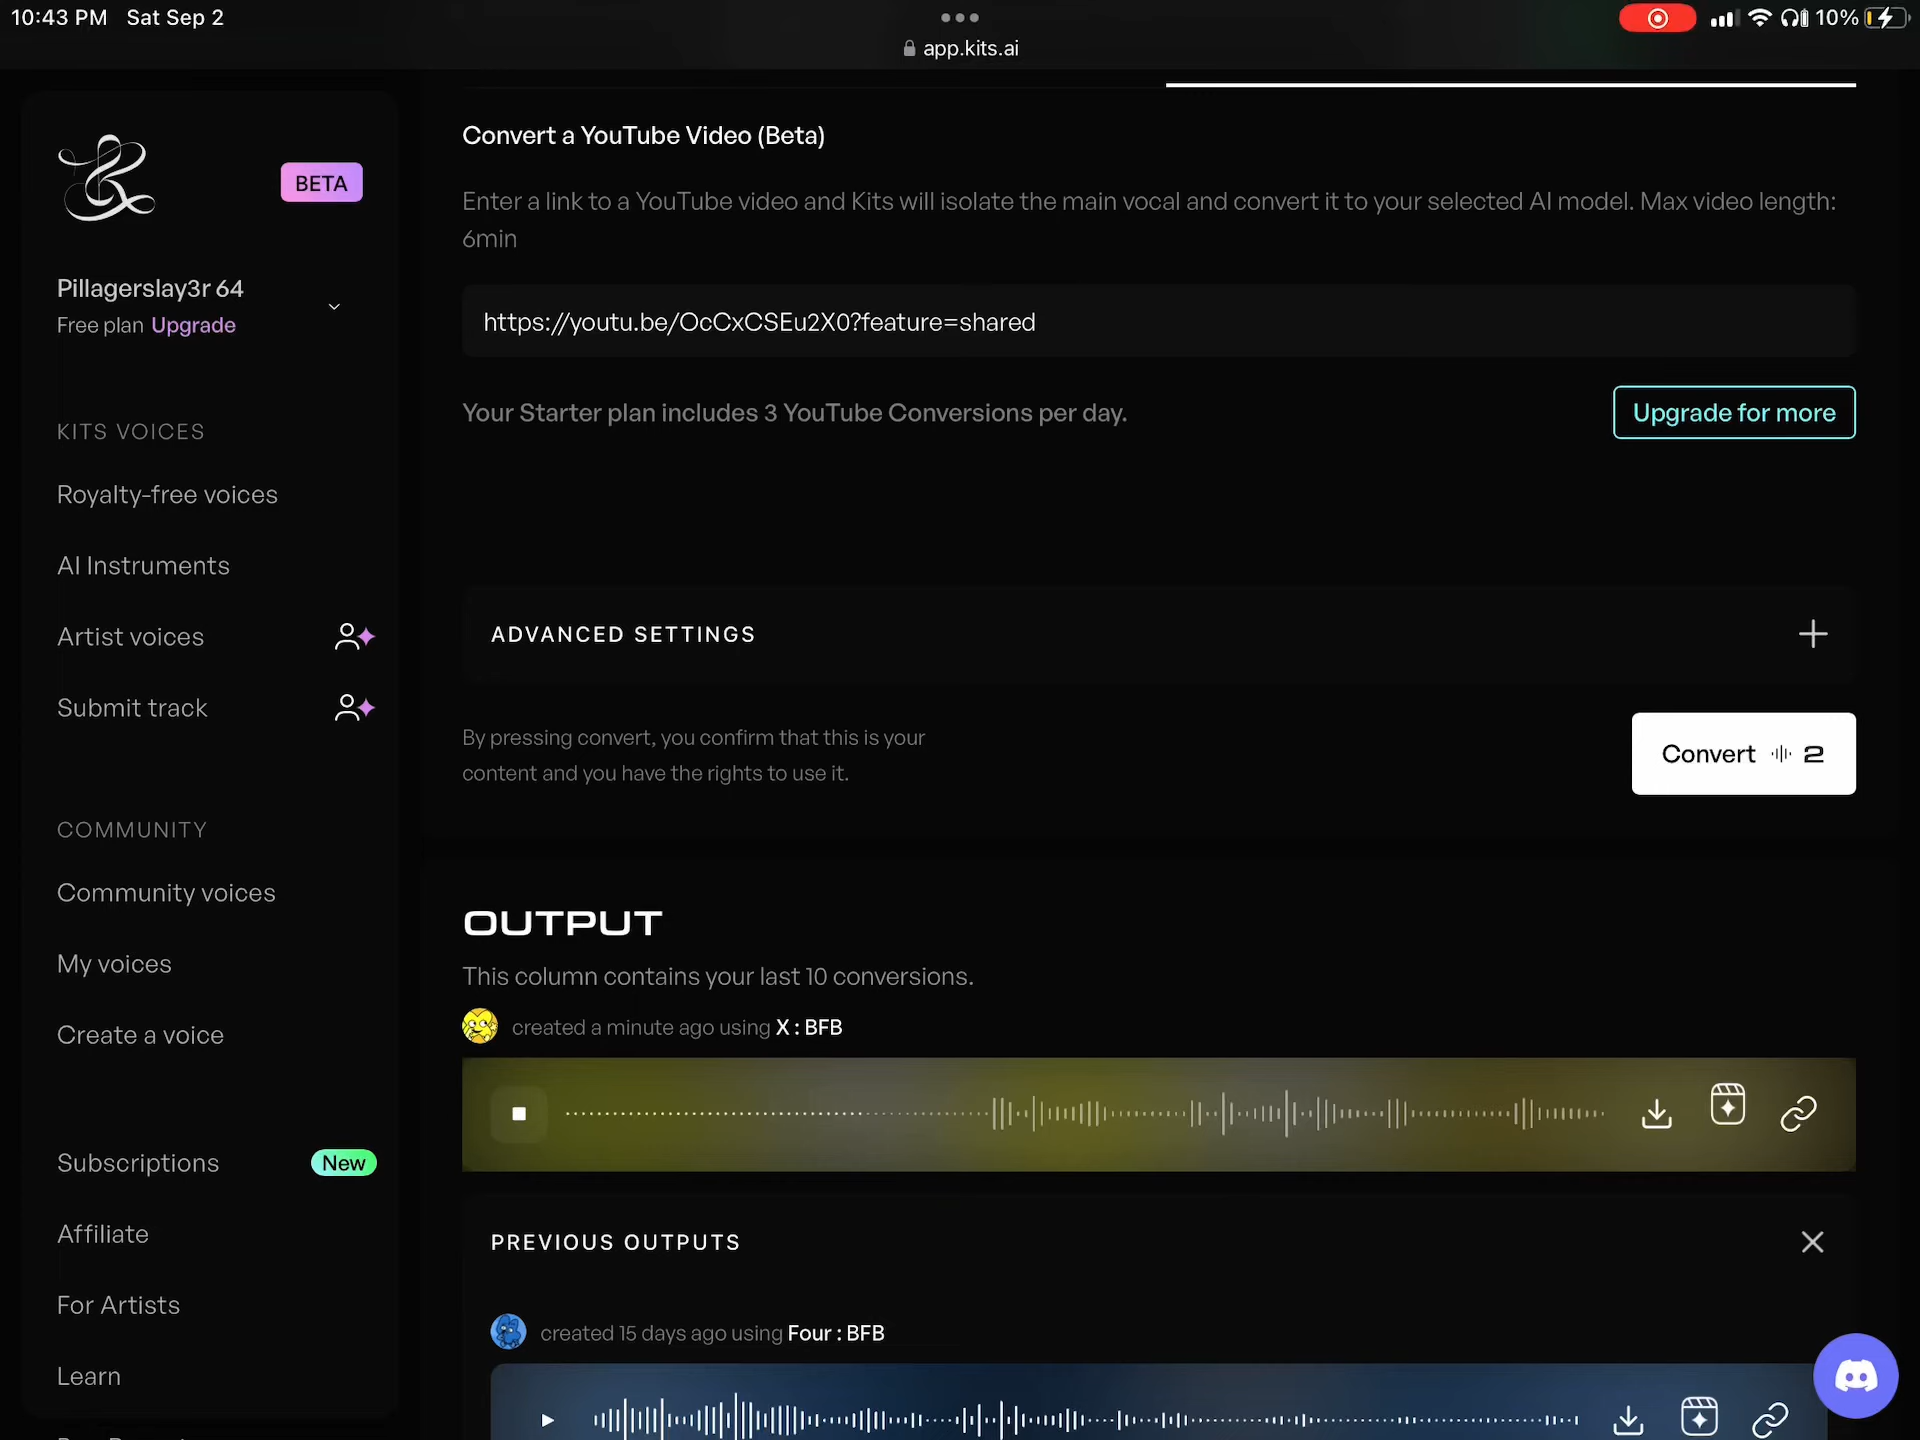 10:43 PM Sat Sep 2
10%
app.kits.ai
BETA
Pillagerslay3r 64
Free plan Upgrade
KITS VOICES
Royalty-free voices
AI Instruments
Artist voices
Submit track
COMMUNITY
Community voices
My voices
Create a voice
Subscriptions New
Affiliate
For Artists
Learn
Convert a YouTube Video (Beta)
Enter a link to a YouTube video and Kits will isolate the main vocal and convert it to your selected AI model. Max video length:
6min
https://youtu.be/OcCxCSEu2X0?feature=shared
Your Starter plan includes 3 YouTube Conversions per day.
Upgrade for more
ADVANCED SETTINGS
By pressing convert, you confirm that this is your
content and you have the rights to use it.
Convert 2
OUTPUT
This column contains your last 10 conversions.
created a minute ago using X : BFB
PREVIOUS OUTPUTS
created 15 days ago using Four : BFB